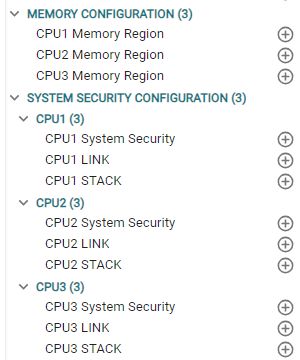 MEMORY CONFIGURATION (3)
CPU1 Memory Region
CPU2 Memory Region
CPU3 Memory Region
SYSTEM SECURITY CONFIGURATION (3)
CPU1 (3)
CPU1 System Security
CPU1 LINK
CPU1 STACK
CPU2 (3)
CPU2 System Security
CPU2 LINK
CPU2 STACK
CPU3 (3)
CPU3 System Security
CPU3 LINK
CPU3 STACK